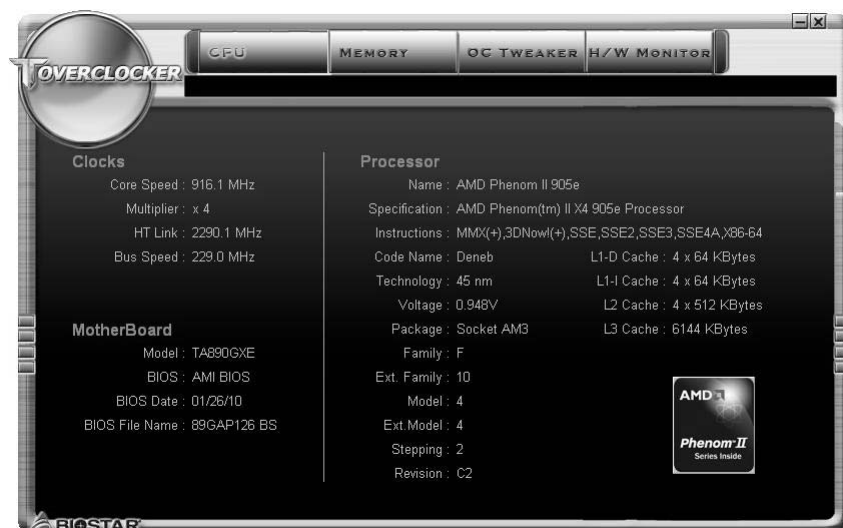 TOVERCLOCKER
CPU
MEMORY
OC TWEAKER
H/W MONITOR
Clocks
Core Speed : 916.1 MHz
Multiplier : x 4
HT Link : 2290.1 MHz
Bus Speed : 229.0 MHz
MotherBoard
Model : TA890GXE
BIOS : AMI BIOS
BIOS Date : 01/26/10
BIOS File Name : 89GAP126 BS
Processor
Name : AMD Phenom II 905e
Specification : AMD Phenom(tm) II X4 905e Processor
Instructions : MMX(+),3DNow!(+),SSE,SSE2,SSE3,SSE4A,X86-64
Code Name : Deneb
L1-D Cache : 4 x 64 KBytes
Technology : 45 nm
L1-I Cache : 4 x 64 KBytes
Voltage : 0.948V
L2 Cache : 4 x 512 KBytes
Package : Socket AM3
L3 Cache : 6144 KBytes
Family : F
Ext. Family : 10
Model : 4
Ext.Model : 4
Stepping : 2
Revision : C2
AMD
Phenom II
Series Inside
BIOSTAR